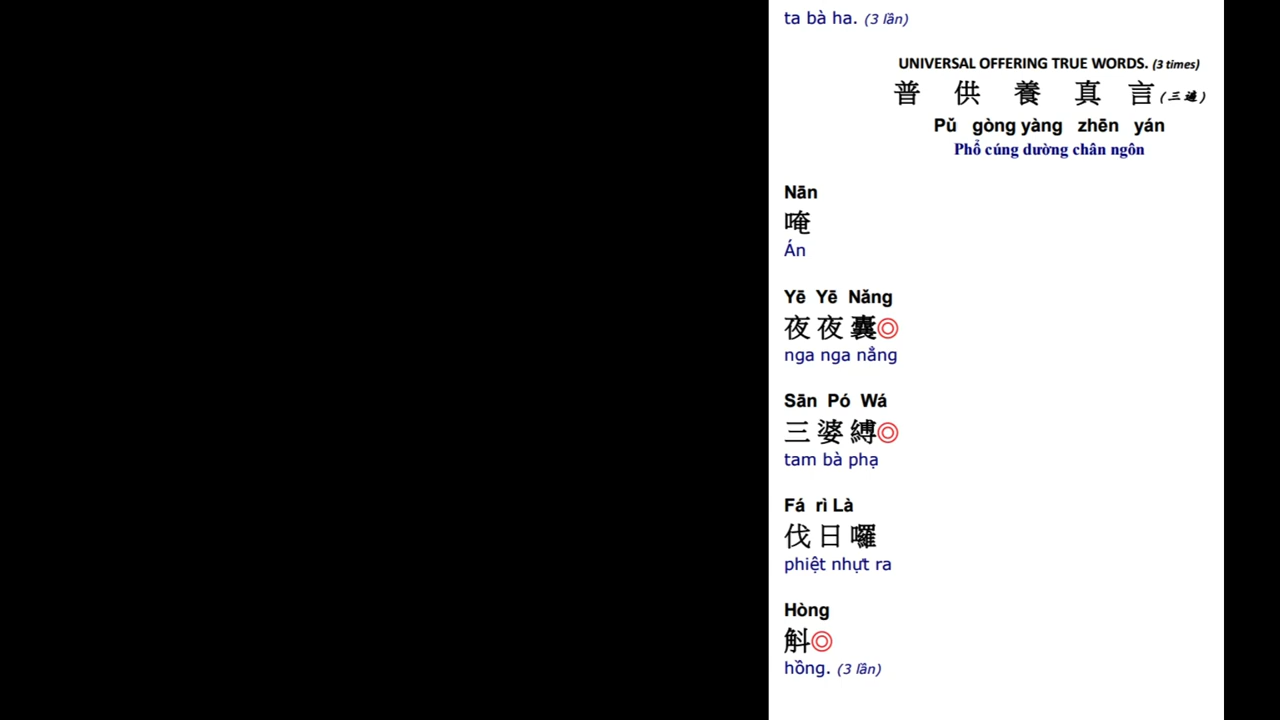 ta bà ha. (3 lần)
UNIVERSAL OFFERING TRUE WORDS. (3 times)
普 供 養 真 言 (三遍)
Pǔ gòng yàng zhēn yán
Phổ cúng dường chân ngôn
Nān
唵
Án
Yē Yē Nǎng
夜夜囊◎
nga nga nẳng
Sān Pó Wá
三婆縛◎
tam bà phạ
Fá rì Là
伐日囉
phiệt nhựt ra
Hòng
斛◎
hồng. (3 lần)